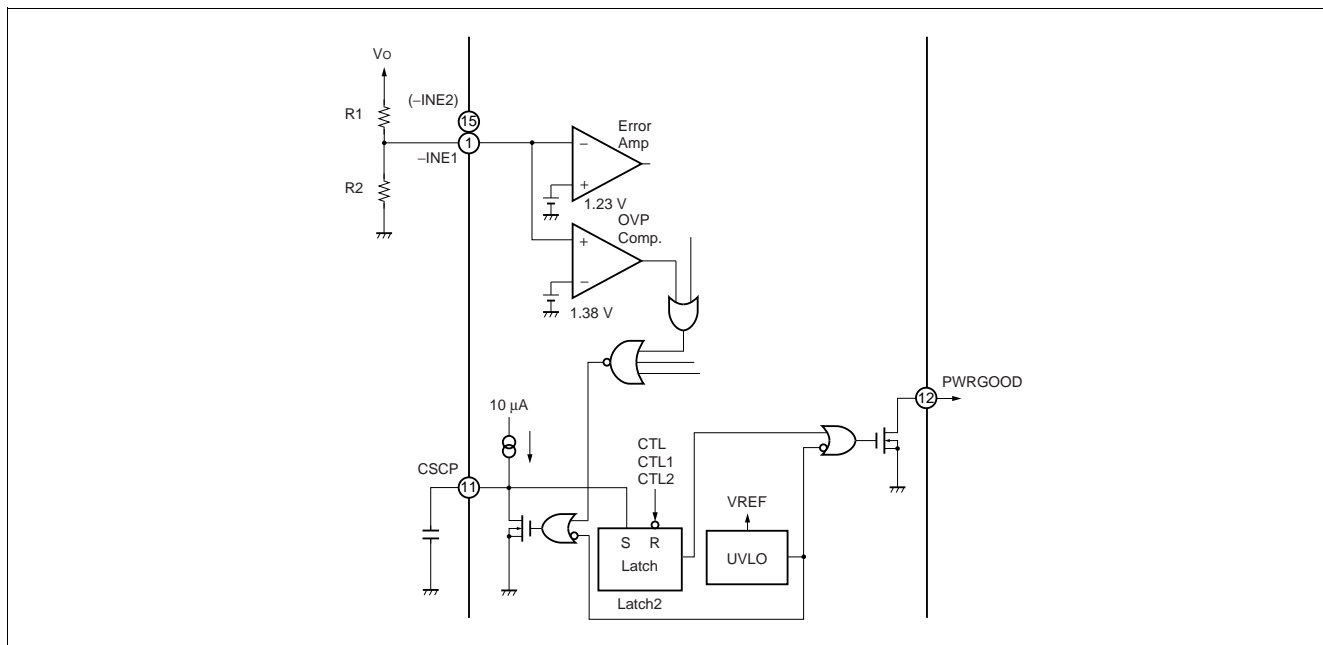 Vo
(−INE2)
R1
15
1
−INE1
R2
Error
Amp
−
+
1.23 V
OVP
Comp.
+
−
1.38 V
PWRGOOD
12
10 μA
CTL
CTL1
CTL2
CSCP
11
VREF
S R
Latch
UVLO
Latch2